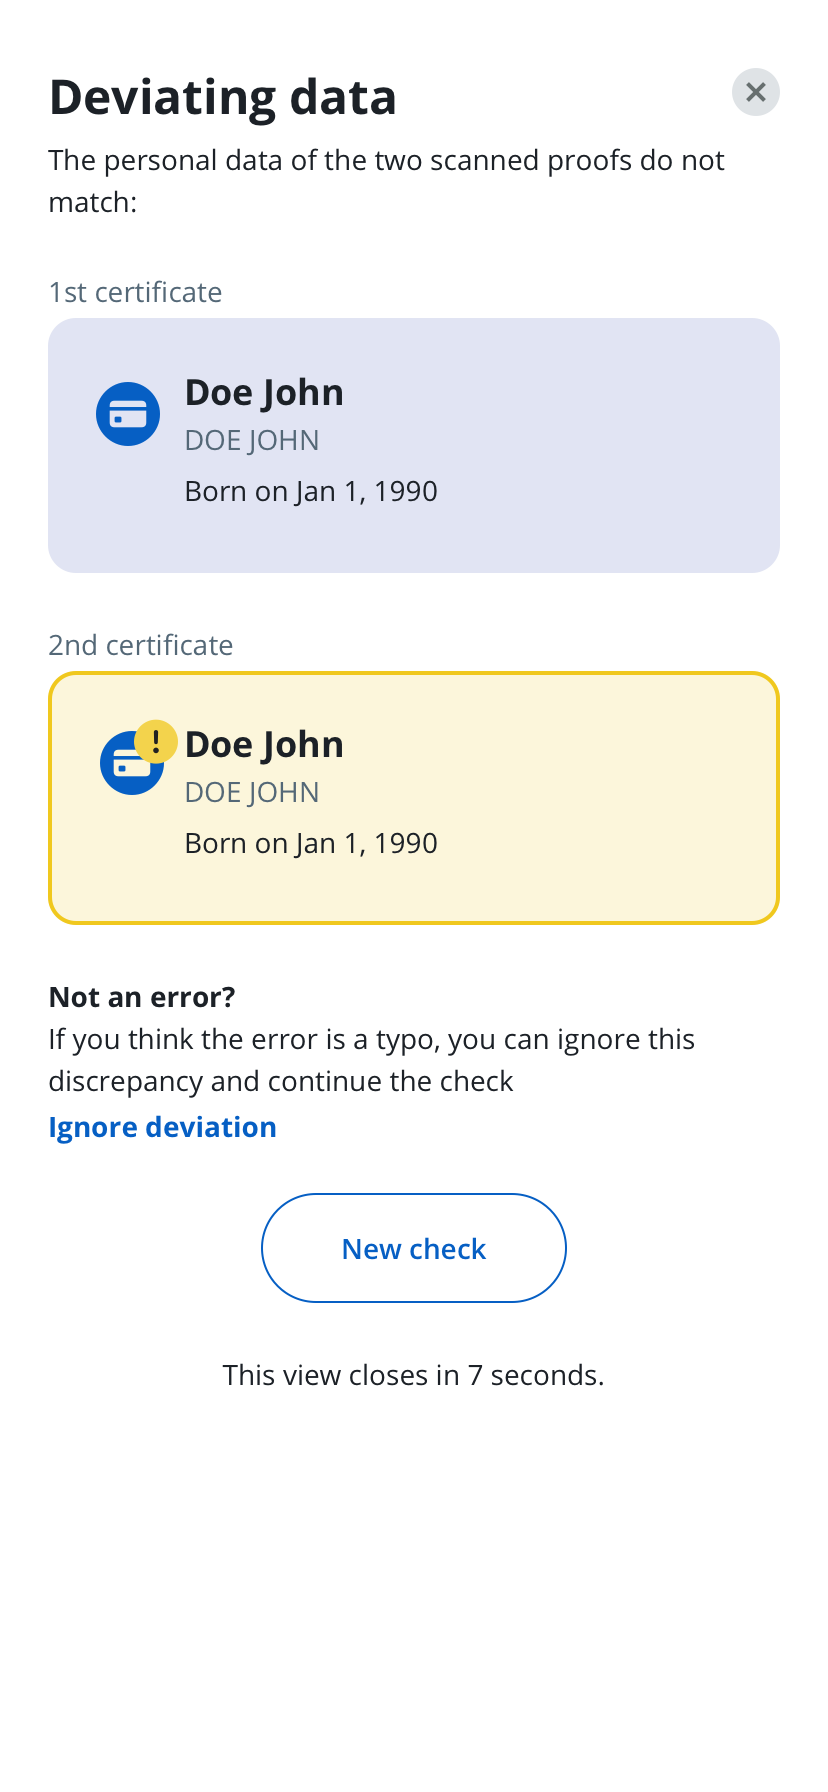 Deviating data
The personal data of the two scanned proofs do not
match:
1st certificate
Doe John
DOE JOHN
Born on Jan 1, 1990
2nd certificate
Doe John
DOE JOHN
Born on Jan 1, 1990
Not an error?
If you think the error is a typo, you can ignore this
discrepancy and continue the check
Ignore deviation
New check
This view closes in 7 seconds.